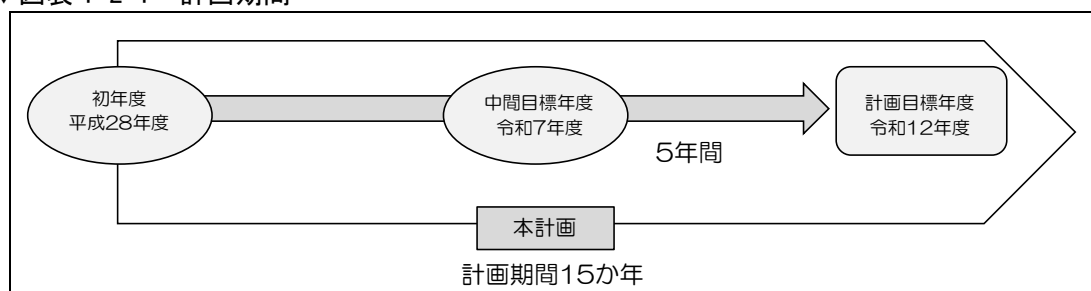 初年度
平成28年度
中間目標年度
令和7年度
計画目標年度
令和12年度
5年間
本計画
計画期間15か年